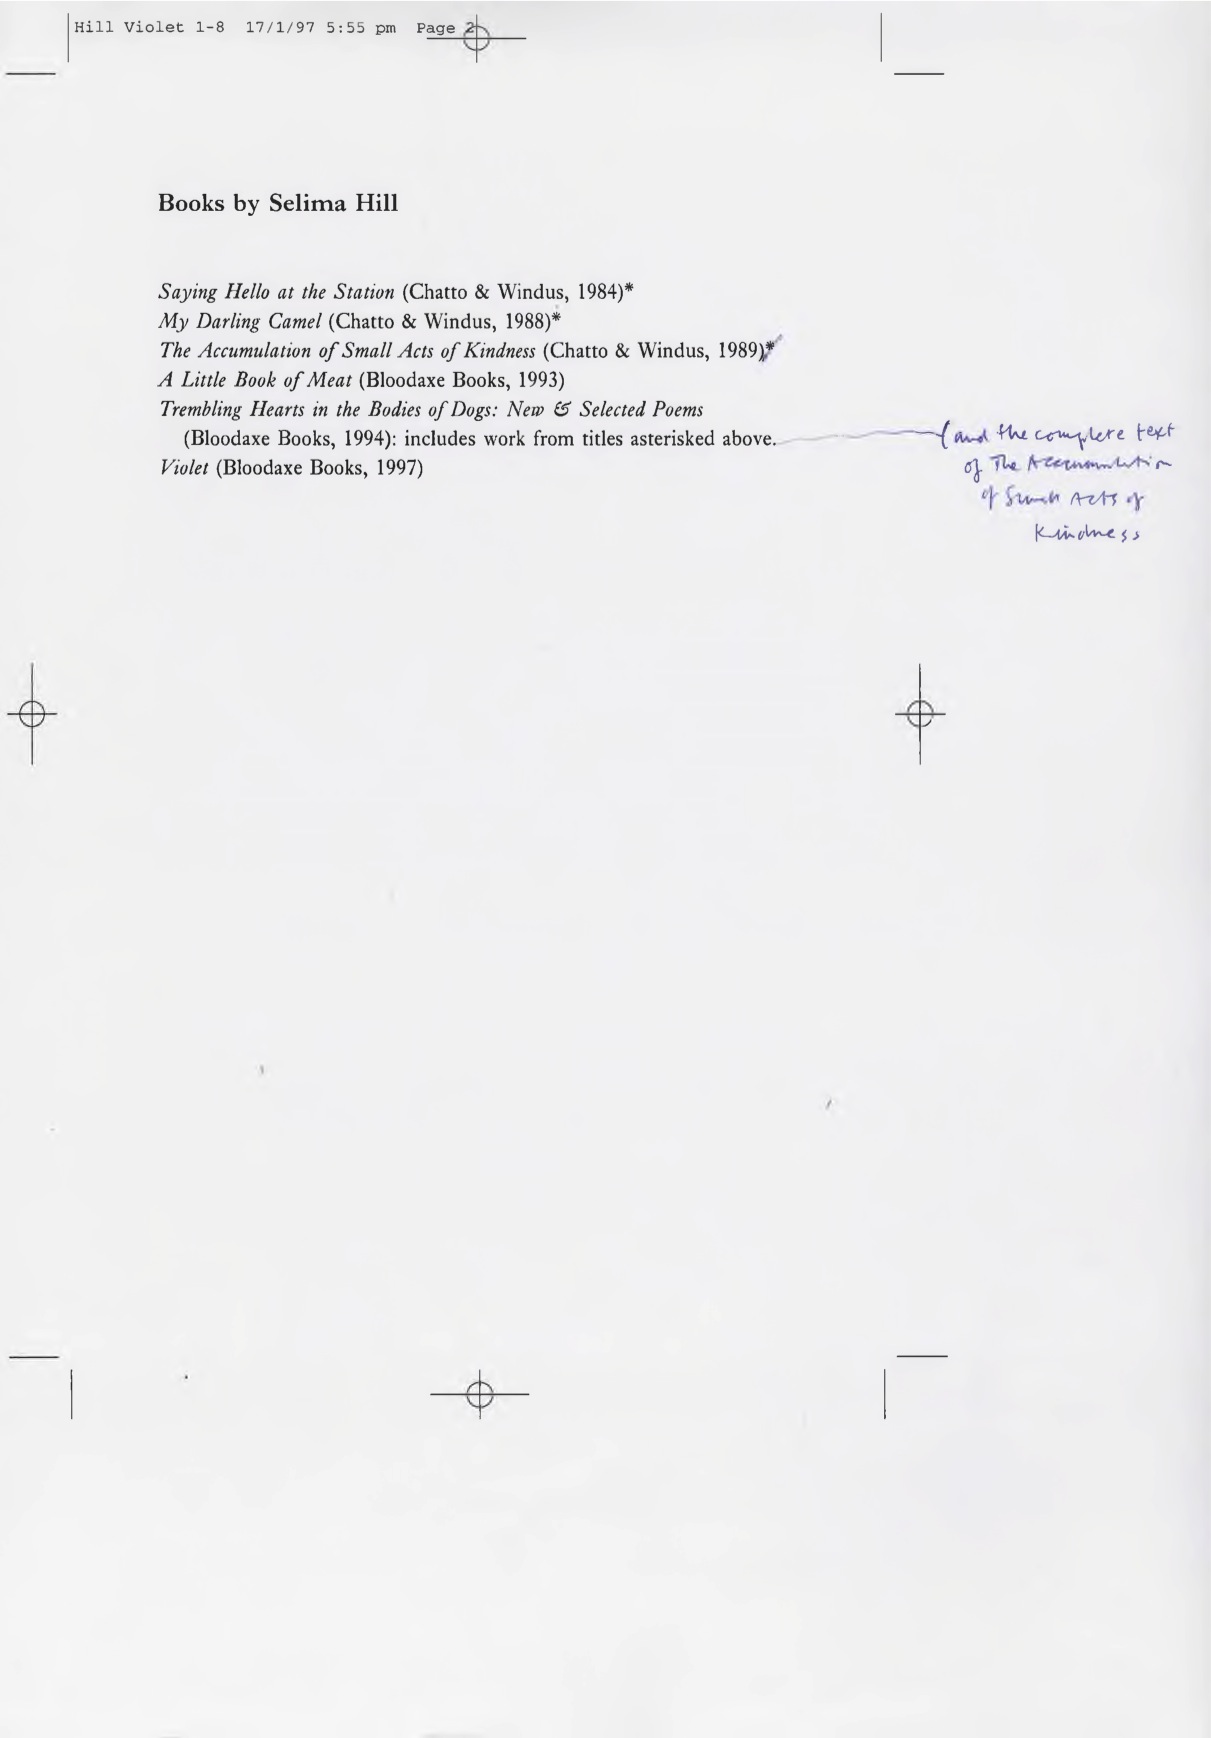 Hill Violet 1-8 17/1/97 5:55 pm Page 2
Books by Selima Hill
Saying Hello at the Station (Chatto & Windus, 1984)*
My Darling Camel (Chatto & Windus, 1988)*
The Accumulation of Small Acts of Kindness (Chatto & Windus, 1989)*
A Little Book of Meat (Bloodaxe Books, 1993)
Trembling Hearts in the Bodies of Dogs: New & Selected Poems
(Bloodaxe Books, 1994): includes work from titles asterisked above.
Violet (Bloodaxe Books, 1997)
(and the complete text
of The Accumulation
of Small Acts of
Kindness